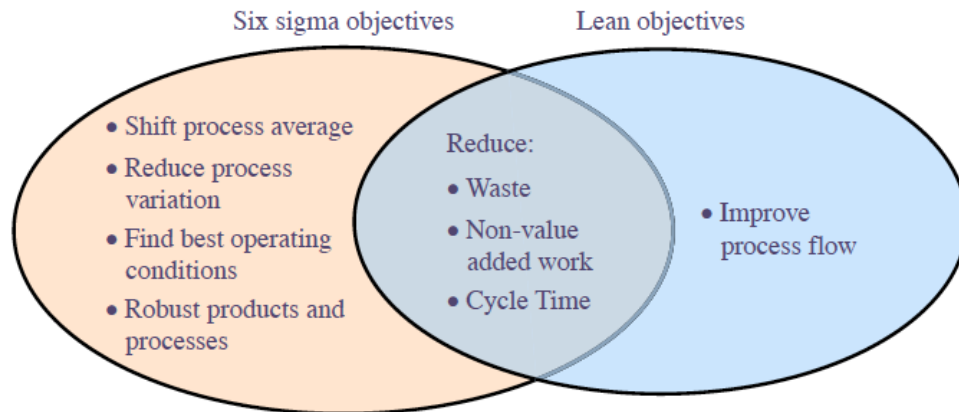 Six sigma objectives
Lean objectives
• Shift process average
• Reduce process
variation
• Find best operating
conditions
• Robust products and
processes
Reduce:
• Waste
• Non-value
added work
• Cycle Time
• Improve
process flow